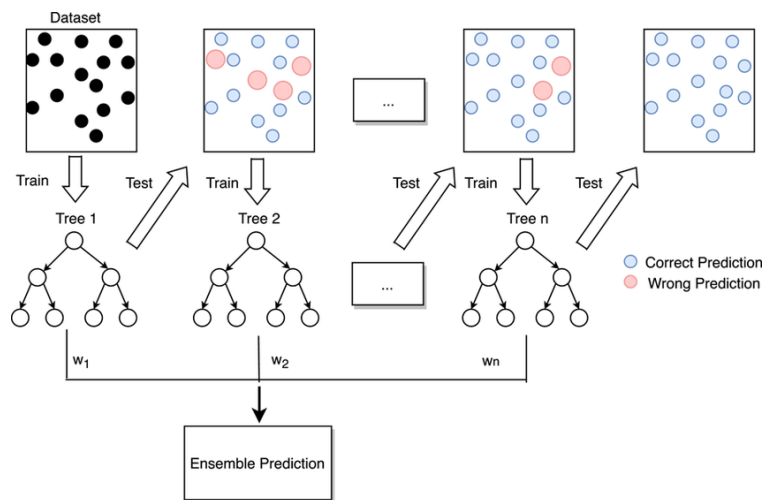 Dataset
...
Train
Test
Train
Test
Train
Test
Tree 1
Tree 2
Tree n
...
Correct Prediction
Wrong Prediction
w1
w2
wn
Ensemble Prediction